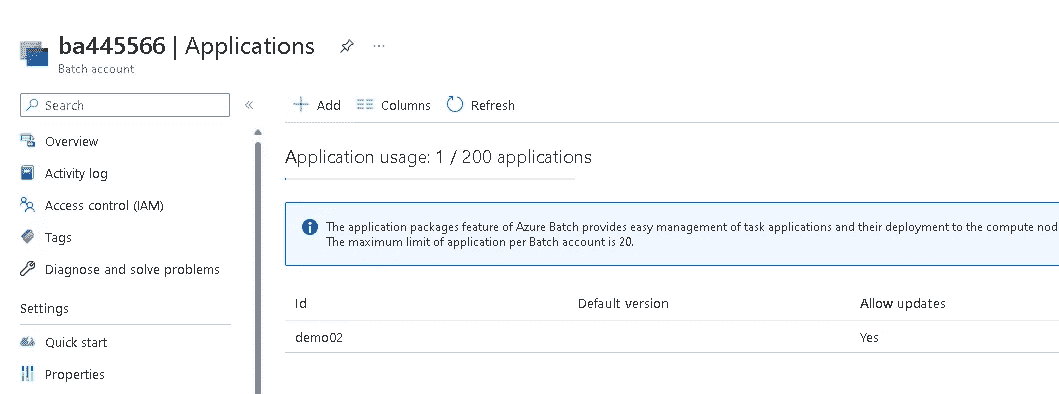 ba445566 | Applications
Batch account
Search
Add Columns Refresh
Overview
Activity log
Access control (IAM)
Tags
Diagnose and solve problems
Settings
Quick start
Properties
Application usage: 1 / 200 applications
The application packages feature of Azure Batch provides easy management of task applications and their deployment to the compute nod
The maximum limit of application per Batch account is 20.
Id Default version Allow updates
demo02 Yes